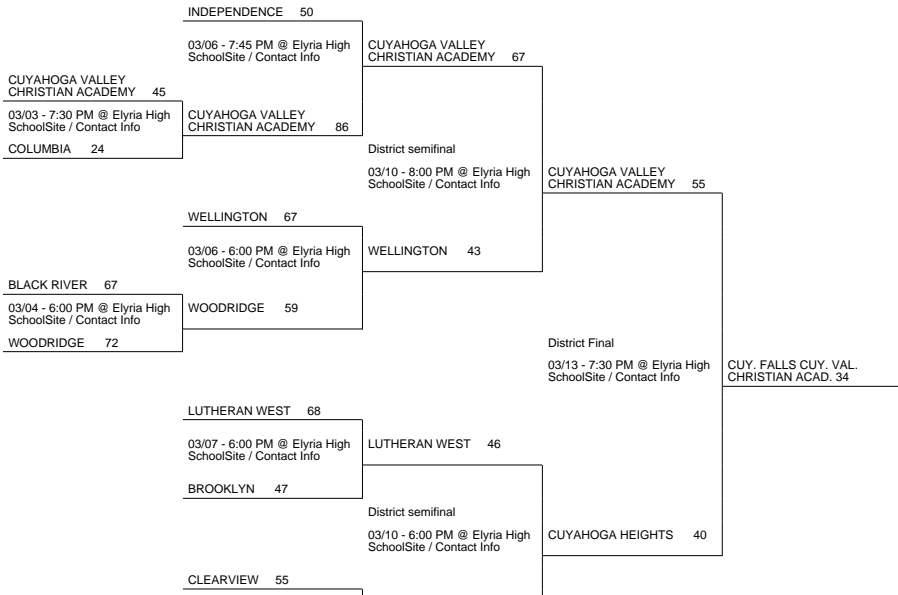 INDEPENDENCE 50
03/06 - 7:45 PM @ Elyria High
SchoolSite / Contact Info
CUYAHOGA VALLEY
CHRISTIAN ACADEMY 67
CUYAHOGA VALLEY
CHRISTIAN ACADEMY 45
03/03 - 7:30 PM @ Elyria High
SchoolSite / Contact Info
COLUMBIA 24
CUYAHOGA VALLEY
CHRISTIAN ACADEMY 86
District semifinal
03/10 - 8:00 PM @ Elyria High
SchoolSite / Contact Info
CUYAHOGA VALLEY
CHRISTIAN ACADEMY 55
WELLINGTON 67
03/06 - 6:00 PM @ Elyria High
SchoolSite / Contact Info
WELLINGTON 43
BLACK RIVER 67
03/04 - 6:00 PM @ Elyria High
SchoolSite / Contact Info
WOODRIDGE 72
WOODRIDGE 59
District Final
03/13 - 7:30 PM @ Elyria High
SchoolSite / Contact Info
CUY. FALLS CUY. VAL.
CHRISTIAN ACAD. 34
LUTHERAN WEST 68
03/07 - 6:00 PM @ Elyria High
SchoolSite / Contact Info
LUTHERAN WEST 46
BROOKLYN 47
District semifinal
03/10 - 6:00 PM @ Elyria High
SchoolSite / Contact Info
CUYAHOGA HEIGHTS 40
CLEARVIEW 55